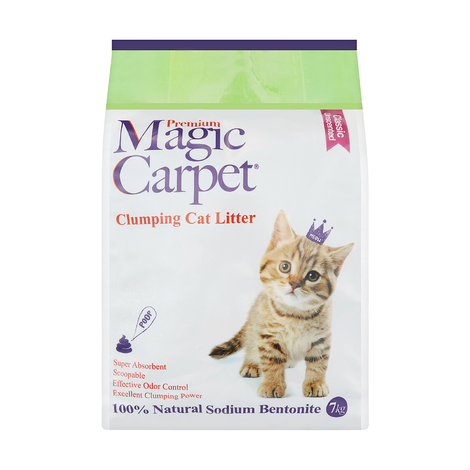 Premium
Magic
Carpet®
Classic
Unscented
Clumping Cat Litter
MEOW
POOP
Super Absorbent
Scoopable
Effective Odor Control
Excellent Clumping Power
100% Natural Sodium Bentonite 7kg